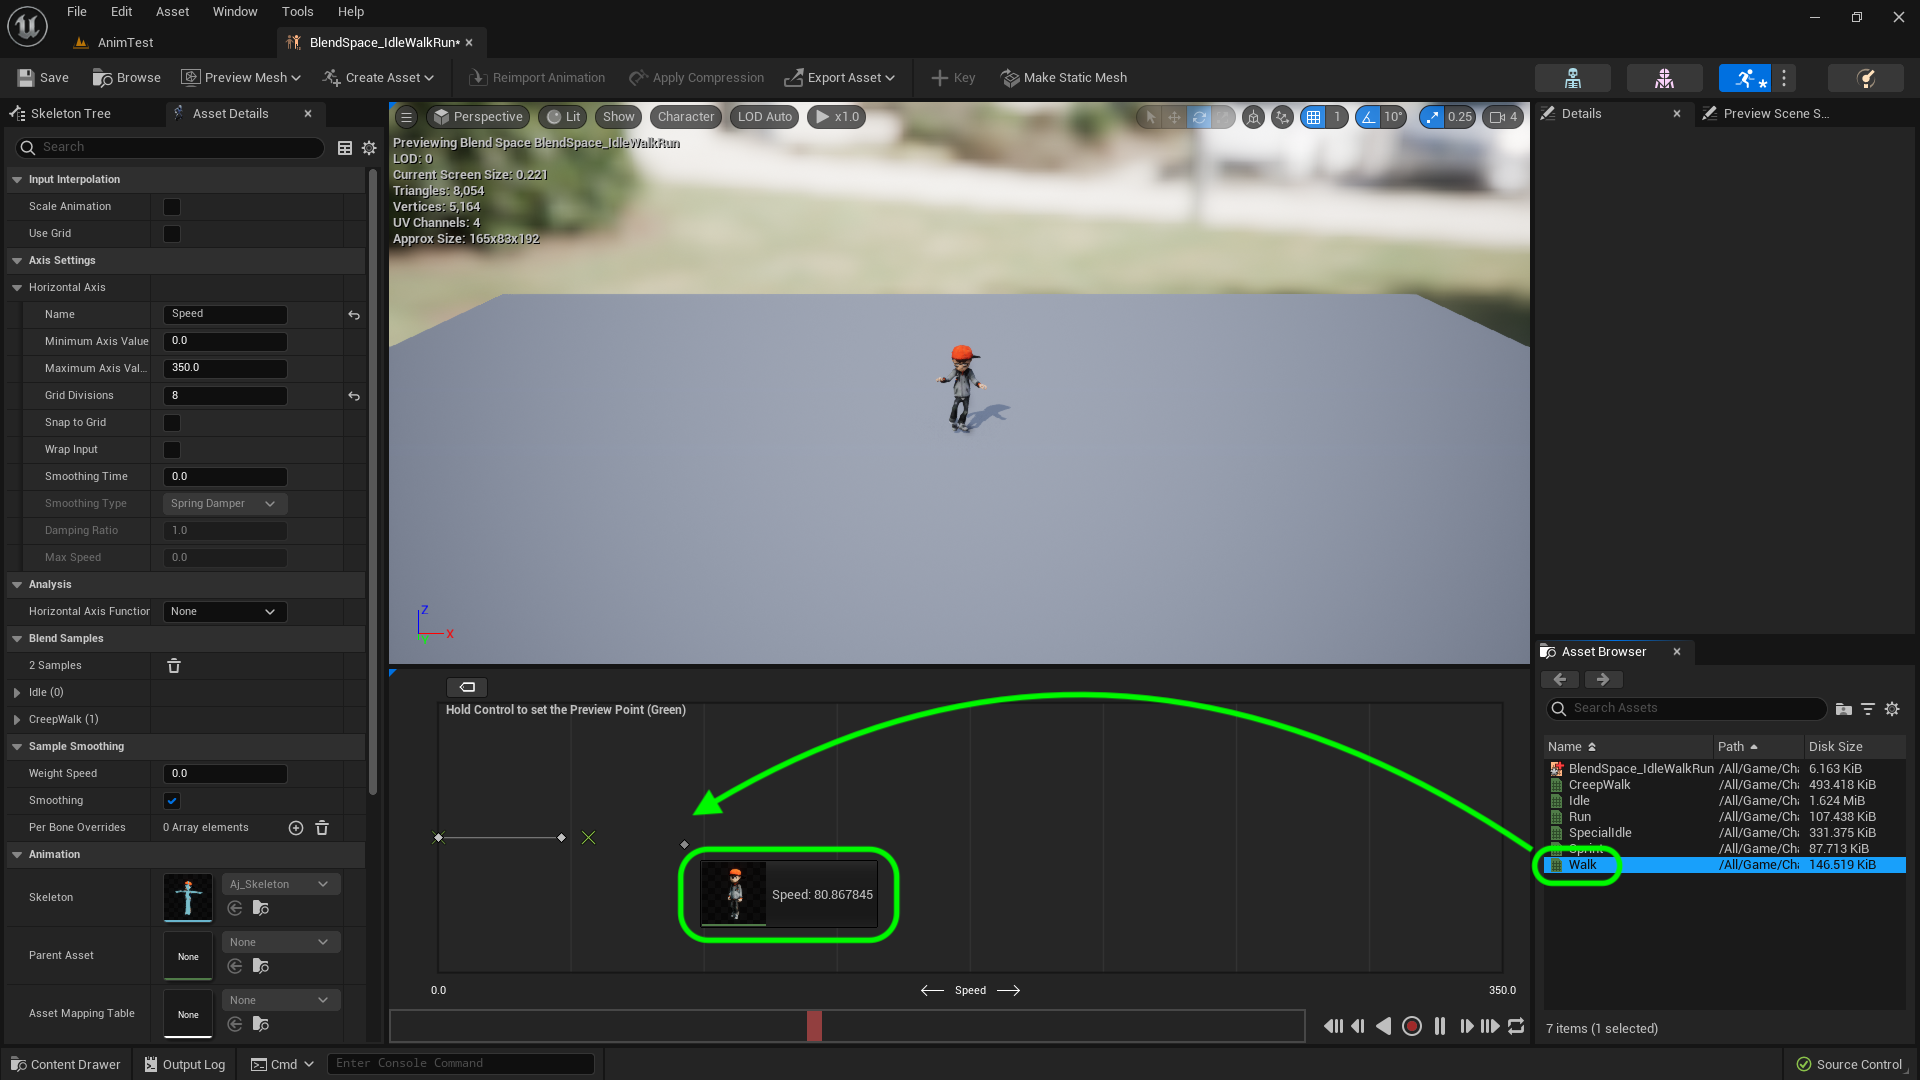 File Edit Asset Window Tools Help
AnimTest
BlendSpace_IdleWalkRun*
Save Browse Preview Mesh Create Asset Reimport Animation Apply Compression Export Asset Key Make Static Mesh
Skeleton Tree Asset Details
Search
Input Interpolation
Scale Animation
Use Grid
Axis Settings
Horizontal Axis
Name Speed
Minimum Axis Value 0.0
Maximum Axis Val... 350.0
Grid Divisions 8
Snap to Grid
Wrap Input
Smoothing Time 0.0
Smoothing Type Spring Damper
Damping Ratio 1.0
Max Speed 0.0
Analysis
Horizontal Axis Function None
Blend Samples
2 Samples
Idle (0)
CreepWalk (1)
Sample Smoothing
Weight Speed 0.0
Smoothing
Per Bone Overrides 0 Array elements
Animation
Skeleton Aj_Skeleton
Parent Asset None None
Asset Mapping Table None None
Perspective Lit Show Character LOD Auto x1.0 1 10° 0.25 4
Previewing Blend Space BlendSpace_IdleWalkRun
LOD: 0
Current Screen Size: 0.221
Triangles: 8,054
Vertices: 5,164
UV Channels: 4
Approx Size: 165x83x192
Z
X
Y
Hold Control to set the Preview Point (Green)
Speed: 80.867845
0.0 Speed 350.0
Details Preview Scene S...
Asset Browser
Search Assets
Name Path Disk Size
BlendSpace_IdleWalkRun /All/Game/Cha 6.163 KiB
CreepWalk /All/Game/Cha 493.418 KiB
Idle /All/Game/Cha 1.624 MiB
Run /All/Game/Cha 107.438 KiB
SpecialIdle /All/Game/Cha 331.375 KiB
Sprint /All/Game/Cha 87.713 KiB
Walk /All/Game/Cha 146.519 KiB
7 items (1 selected)
Content Drawer Output Log Cmd Enter Console Command Source Control